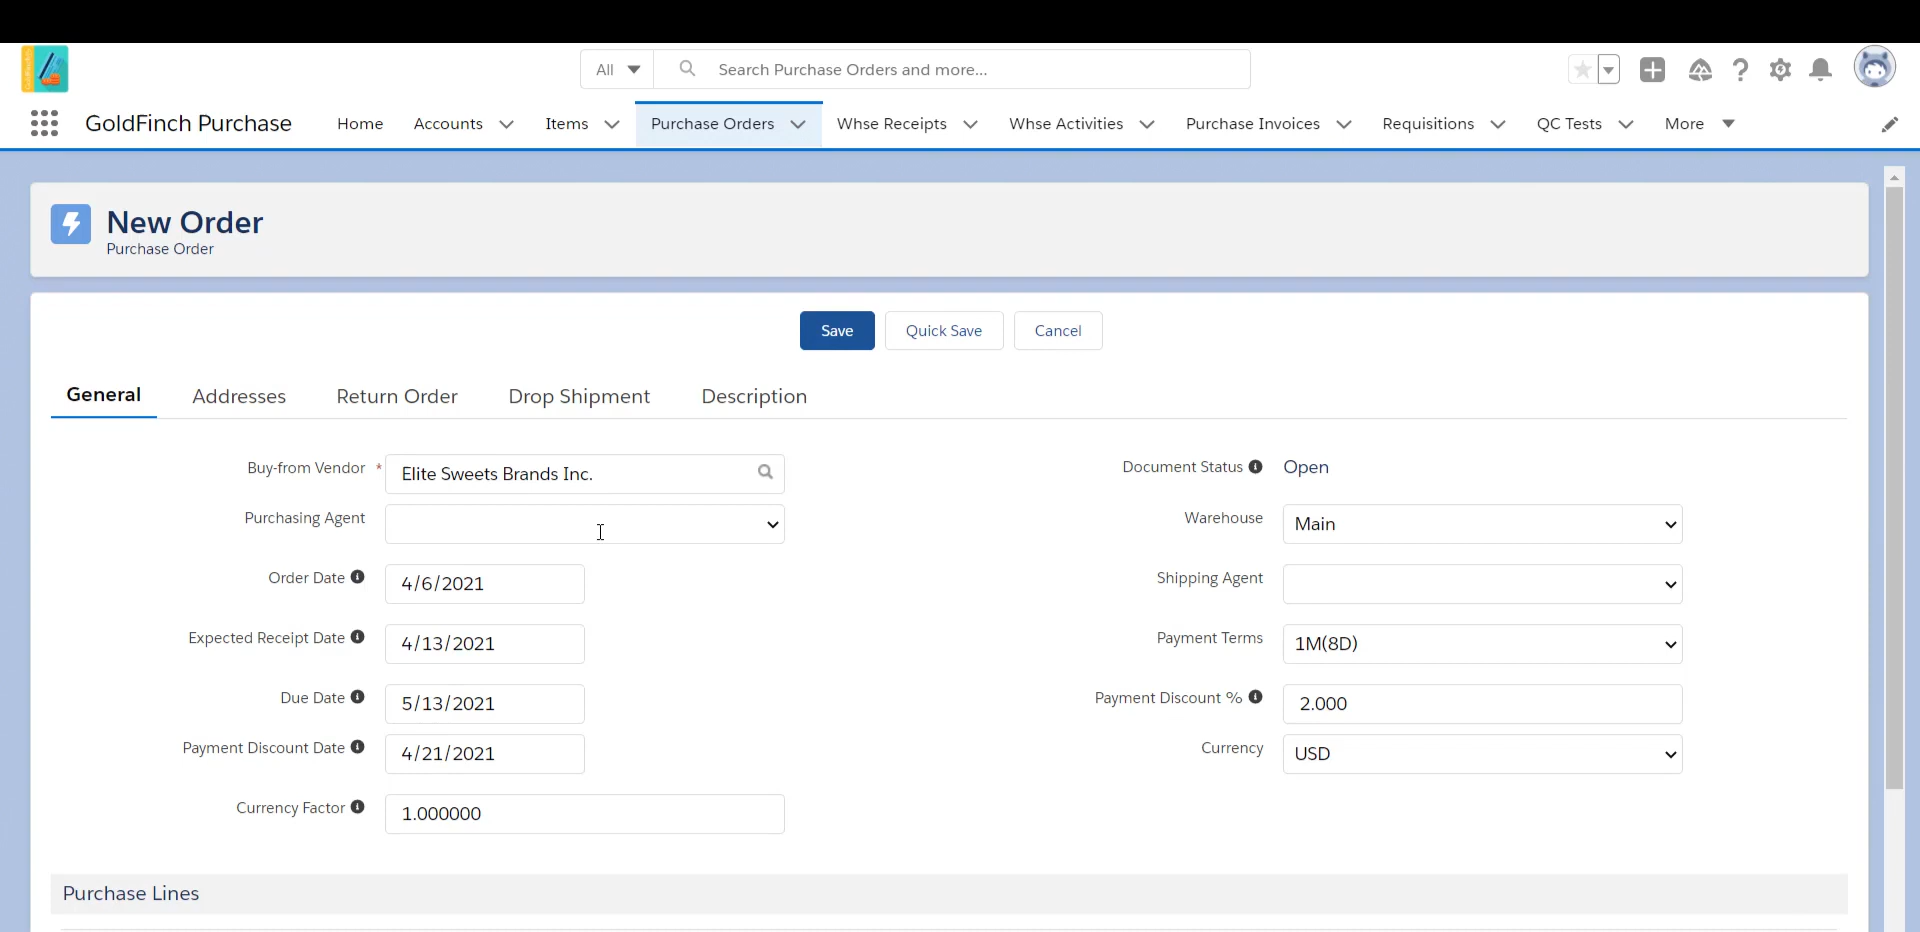 All
Search Purchase Orders and more...
GoldFinch Purchase
Home
Accounts
Items
Purchase Orders
Whse Receipts
Whse Activities
Purchase Invoices
Requisitions
QC Tests
More
New Order
Purchase Order
Save
Quick Save
Cancel
General
Addresses
Return Order
Drop Shipment
Description
Buy-from Vendor * Elite Sweets Brands Inc.
Document Status Open
Purchasing Agent
Warehouse Main
Order Date 4/6/2021
Shipping Agent
Expected Receipt Date 4/13/2021
Payment Terms 1M(8D)
Due Date 5/13/2021
Payment Discount % 2.000
Payment Discount Date 4/21/2021
Currency USD
Currency Factor 1.000000
Purchase Lines